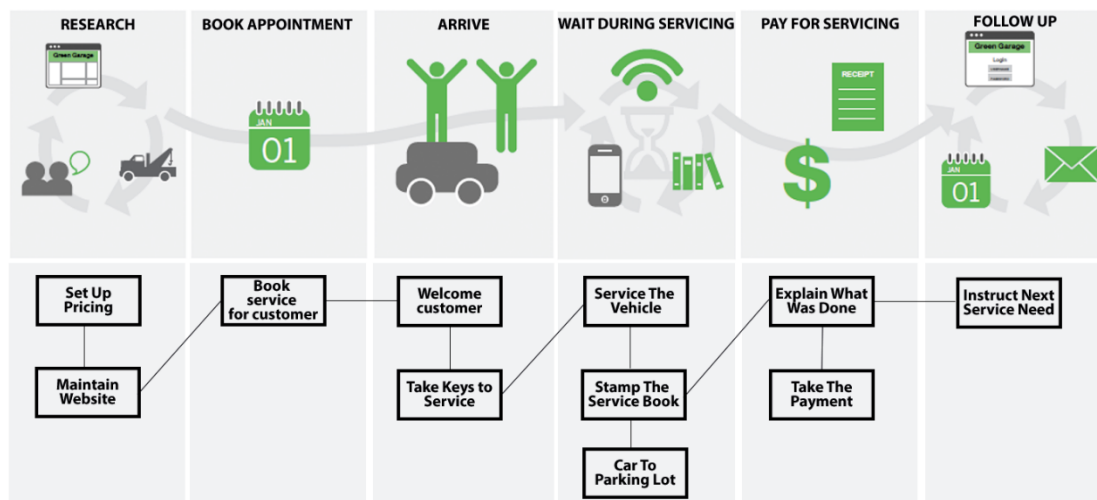 RESEARCH
BOOK APPOINTMENT
ARRIVE
WAIT DURING SERVICING
PAY FOR SERVICING
FOLLOW UP
Green Garage
JAN
01
RECEIPT
$
Green Garage
Login
JAN
01
Set Up
Pricing
Maintain
Website
Book
service
for customer
Welcome
customer
Take Keys to
Service
Service The
Vehicle
Stamp The
Service Book
Car To
Parking Lot
Explain What
Was Done
Take The
Payment
Instruct Next
Service Need